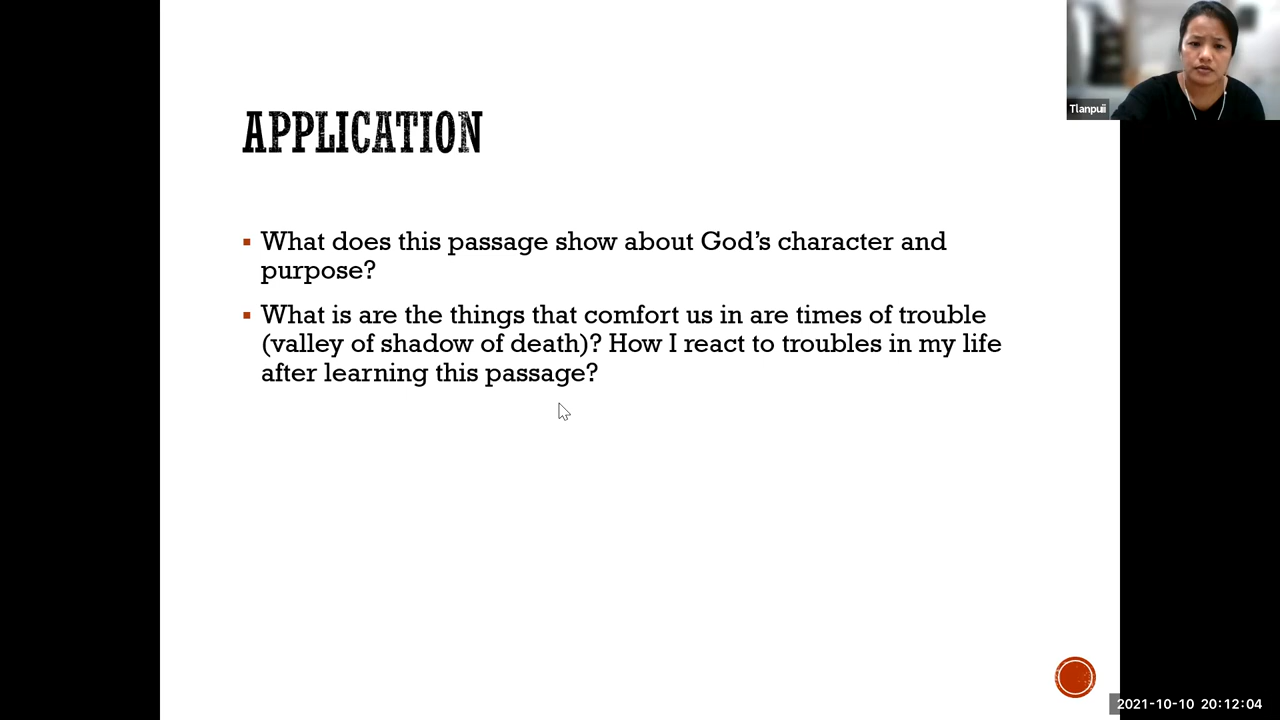 Tlanpuii
APPLICATION
What does this passage show about God's character and
purpose?
What is are the things that comfort us in are times of trouble
(valley of shadow of death)? How I react to troubles in my life
after learning this passage?
2021-10-10 20:12:04